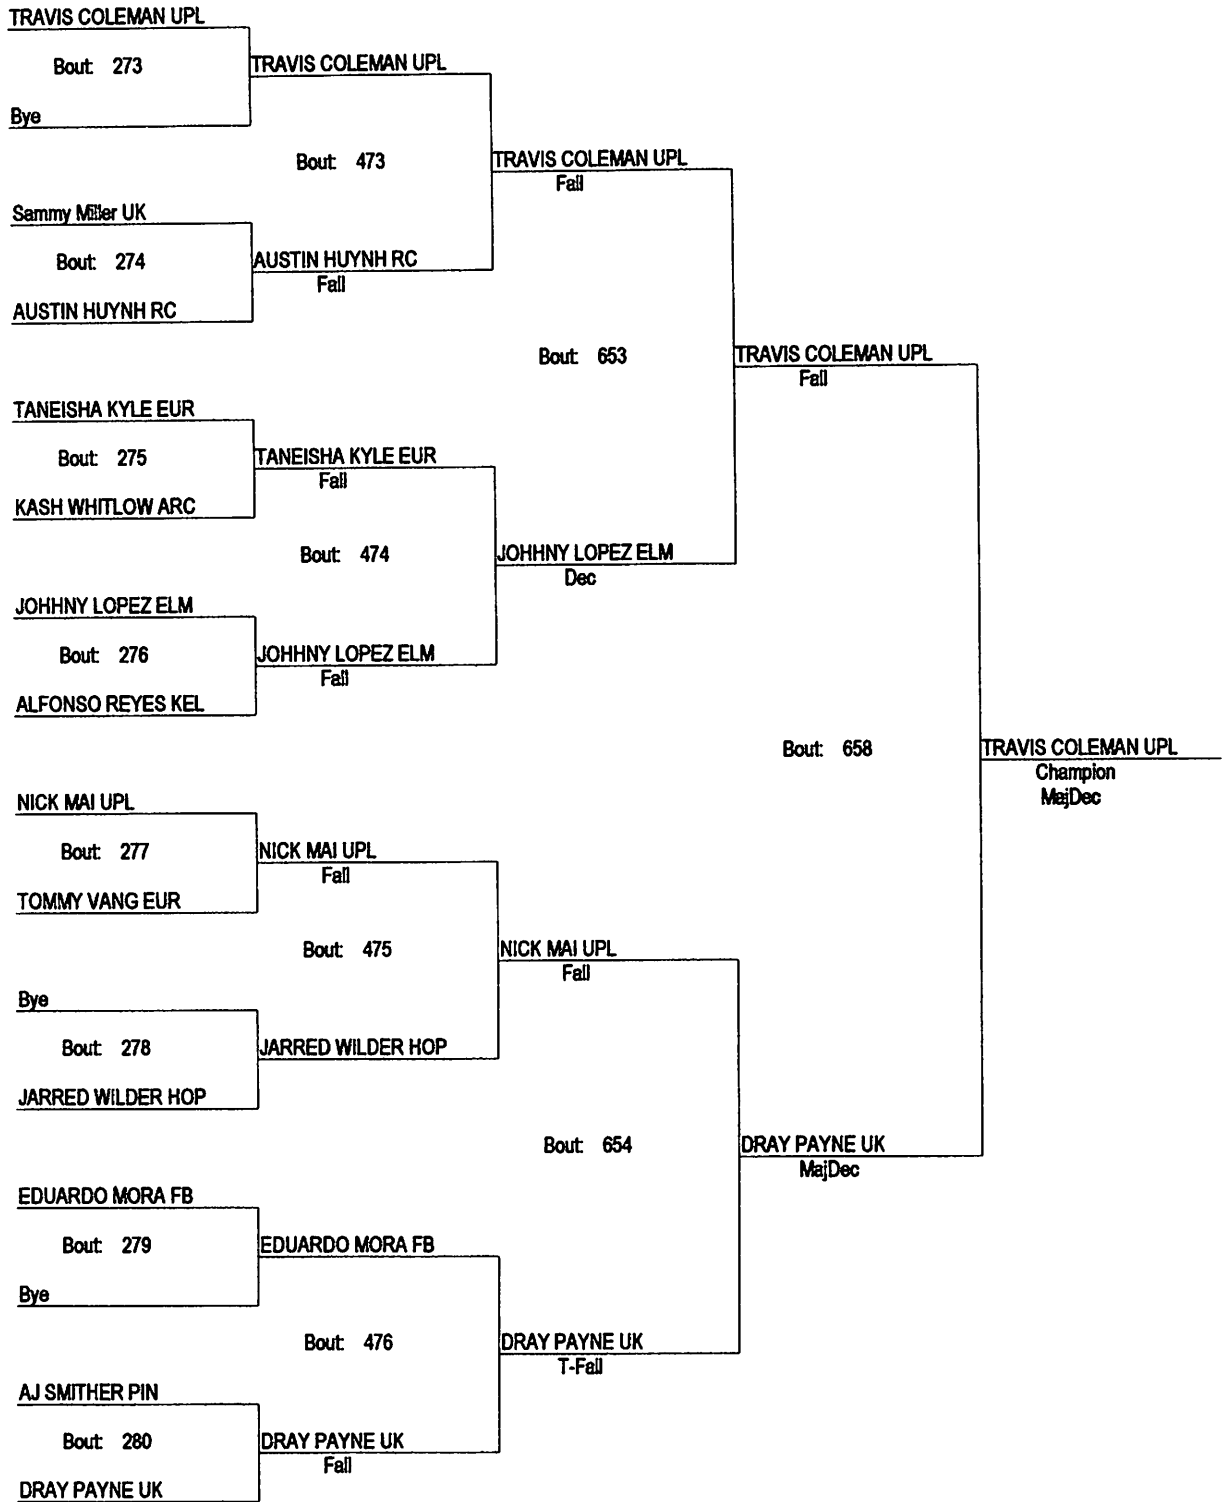 TRAVIS COLEMAN UPL
Bout: 273
TRAVIS COLEMAN UPL
Bye
Bout: 473
TRAVIS COLEMAN UPL
Fall
Sammy Miller UK
Bout: 274
AUSTIN HUYNH RC
Fall
AUSTIN HUYNH RC
Bout: 653
TRAVIS COLEMAN UPL
Fall
TANEISHA KYLE EUR
Bout: 275
TANEISHA KYLE EUR
Fall
KASH WHITLOW ARC
Bout: 474
JOHHNY LOPEZ ELM
Dec
JOHHNY LOPEZ ELM
Bout: 276
JOHHNY LOPEZ ELM
Fall
ALFONSO REYES KEL
Bout: 658
TRAVIS COLEMAN UPL
Champion
MajDec
NICK MAI UPL
Bout: 277
NICK MAI UPL
Fall
TOMMY VANG EUR
Bout: 475
NICK MAI UPL
Fall
Bye
Bout: 278
JARRED WILDER HOP
JARRED WILDER HOP
Bout: 654
DRAY PAYNE UK
MajDec
EDUARDO MORA FB
Bout: 279
EDUARDO MORA FB
Bye
Bout: 476
DRAY PAYNE UK
T-Fall
AJ SMITHER PIN
Bout: 280
DRAY PAYNE UK
Fall
DRAY PAYNE UK